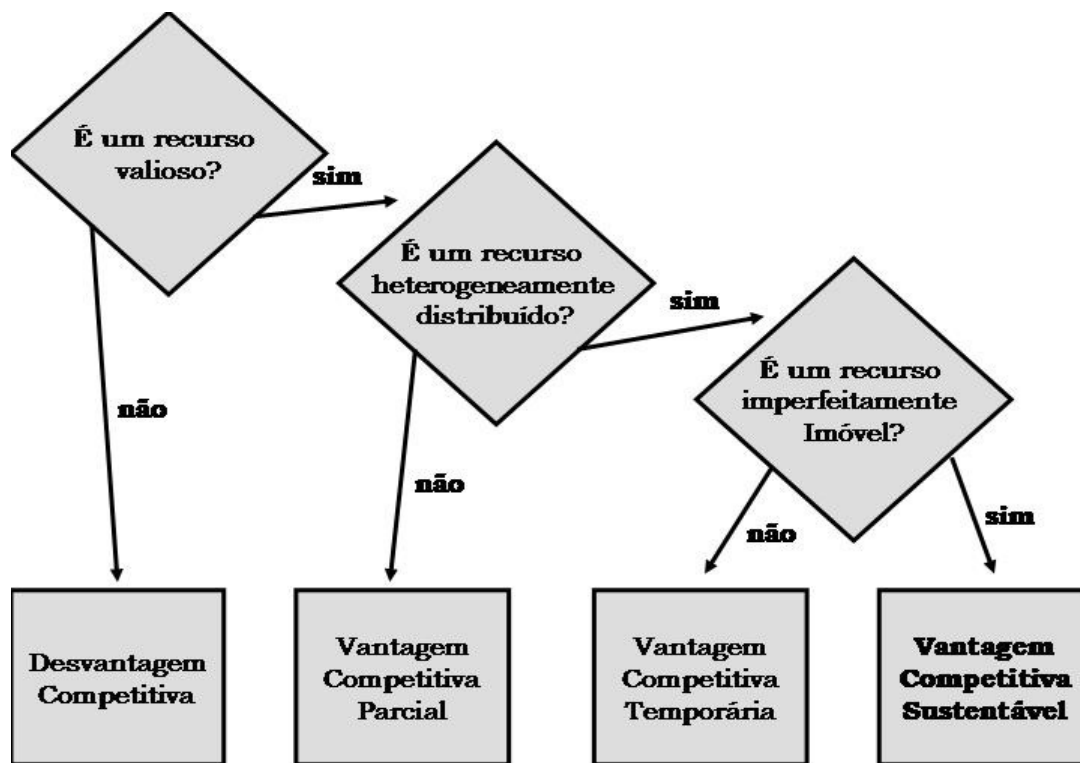 É um recurso
valioso?
sim
não
É um recurso
heterogeneamente
distribuído?
sim
não
É um recurso
imperfeitamente
Imóvel?
não
sim
Desvantagem
Competitiva
Vantagem
Competitiva
Parcial
Vantagem
Competitiva
Temporária
Vantagem
Competitiva
Sustentável